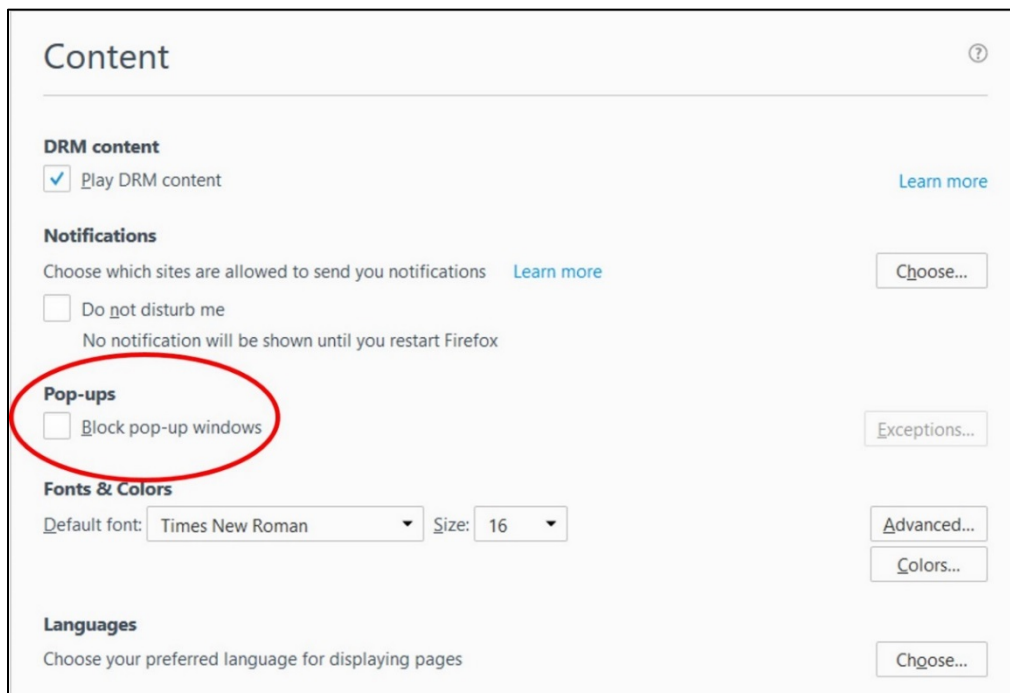 Content
?
DRM content
Play DRM content
Learn more
Notifications
Choose which sites are allowed to send you notifications Learn more
Choose...
Do not disturb me
No notification will be shown until you restart Firefox
Pop-ups
Block pop-up windows
Exceptions...
Fonts & Colors
Default font: Times New Roman Size: 16
Advanced...
Colors...
Languages
Choose your preferred language for displaying pages
Choose...